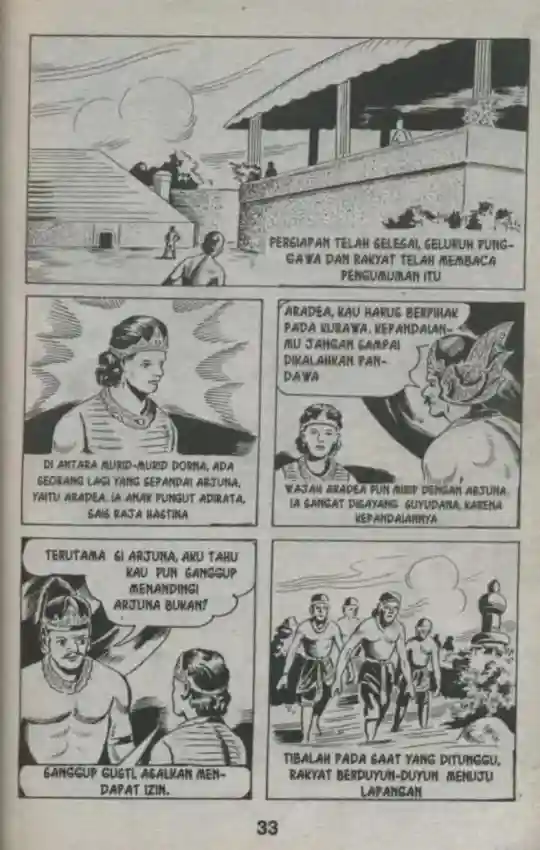 PERSIAPAN TELAH SELESAI, SELURUH PUNG-
GAWA DAN RAKYAT TELAH MEMBACA
PENGUMUMAN ITU
DI ANTARA MURID-MURID DORNA, ADA
SEORANG LAGI YANG SEPANDAI ARJUNA,
YAITU ARADEA. IA ANAK PUNGUT ADIRATA,
SAIS RAJA HASTINA
ARADEA, KAU HARUS BERPIHAK
PADA KURAWA. KEPANDAIAN-
MU JANGAN SAMPAI
DIKALAHKAN PAN-
DAWA
WAJAH ARADEA PUN MIRIP DENGAN ARJUNA.
IA SANGAT DISAYANG SUYUDANA, KARENA
KEPANDAIANNYA
TERUTAMA SI ARJUNA, AKU TAHU
KAU PUN SANGGUP
MENANDINGI
ARJUNA BUKAN?
SANGGUP GUSTI, ASALKAN MEN-
DAPAT IZIN.
TIBALAH PADA SAAT YANG DITUNGGU,
RAKYAT BERDUYUN-DUYUN MENUJU
LAPANGAN
33